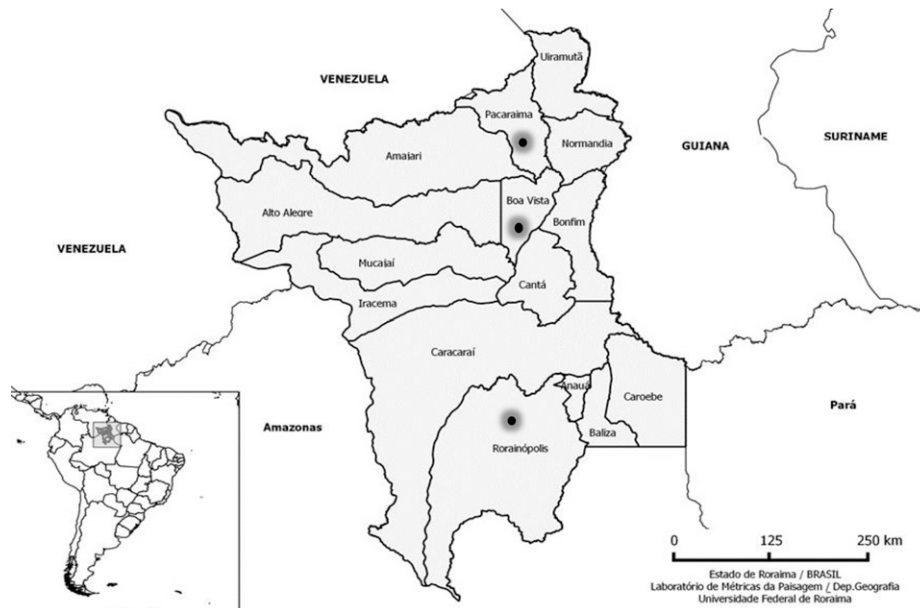 Uiramutã
VENEZUELA
Pacaraima
Normandia
GUIANA
SURINAME
Amajari
Boa Vista
Alto Alegre
Bonfim
VENEZUELA
Mucajaí
Cantá
Iracema
Caracaraí
Anauá
Caroebe
Pará
Amazonas
Baliza
Rorainópolis
0 125 250 km
Estado de Roraima / BRASIL
Laboratório de Métricas da Paisagem / Dep.Geografia
Universidade Federal de Roraima